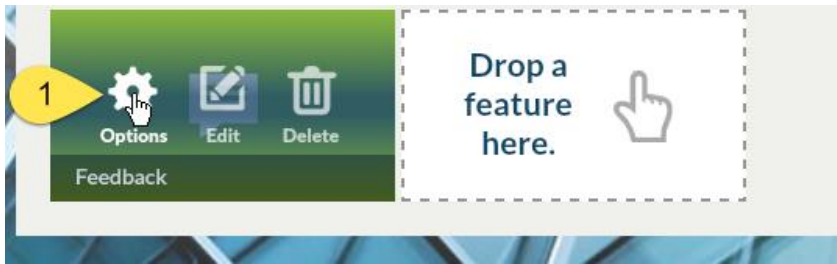 1
Options Edit Delete
Feedback
Drop a
feature
here.